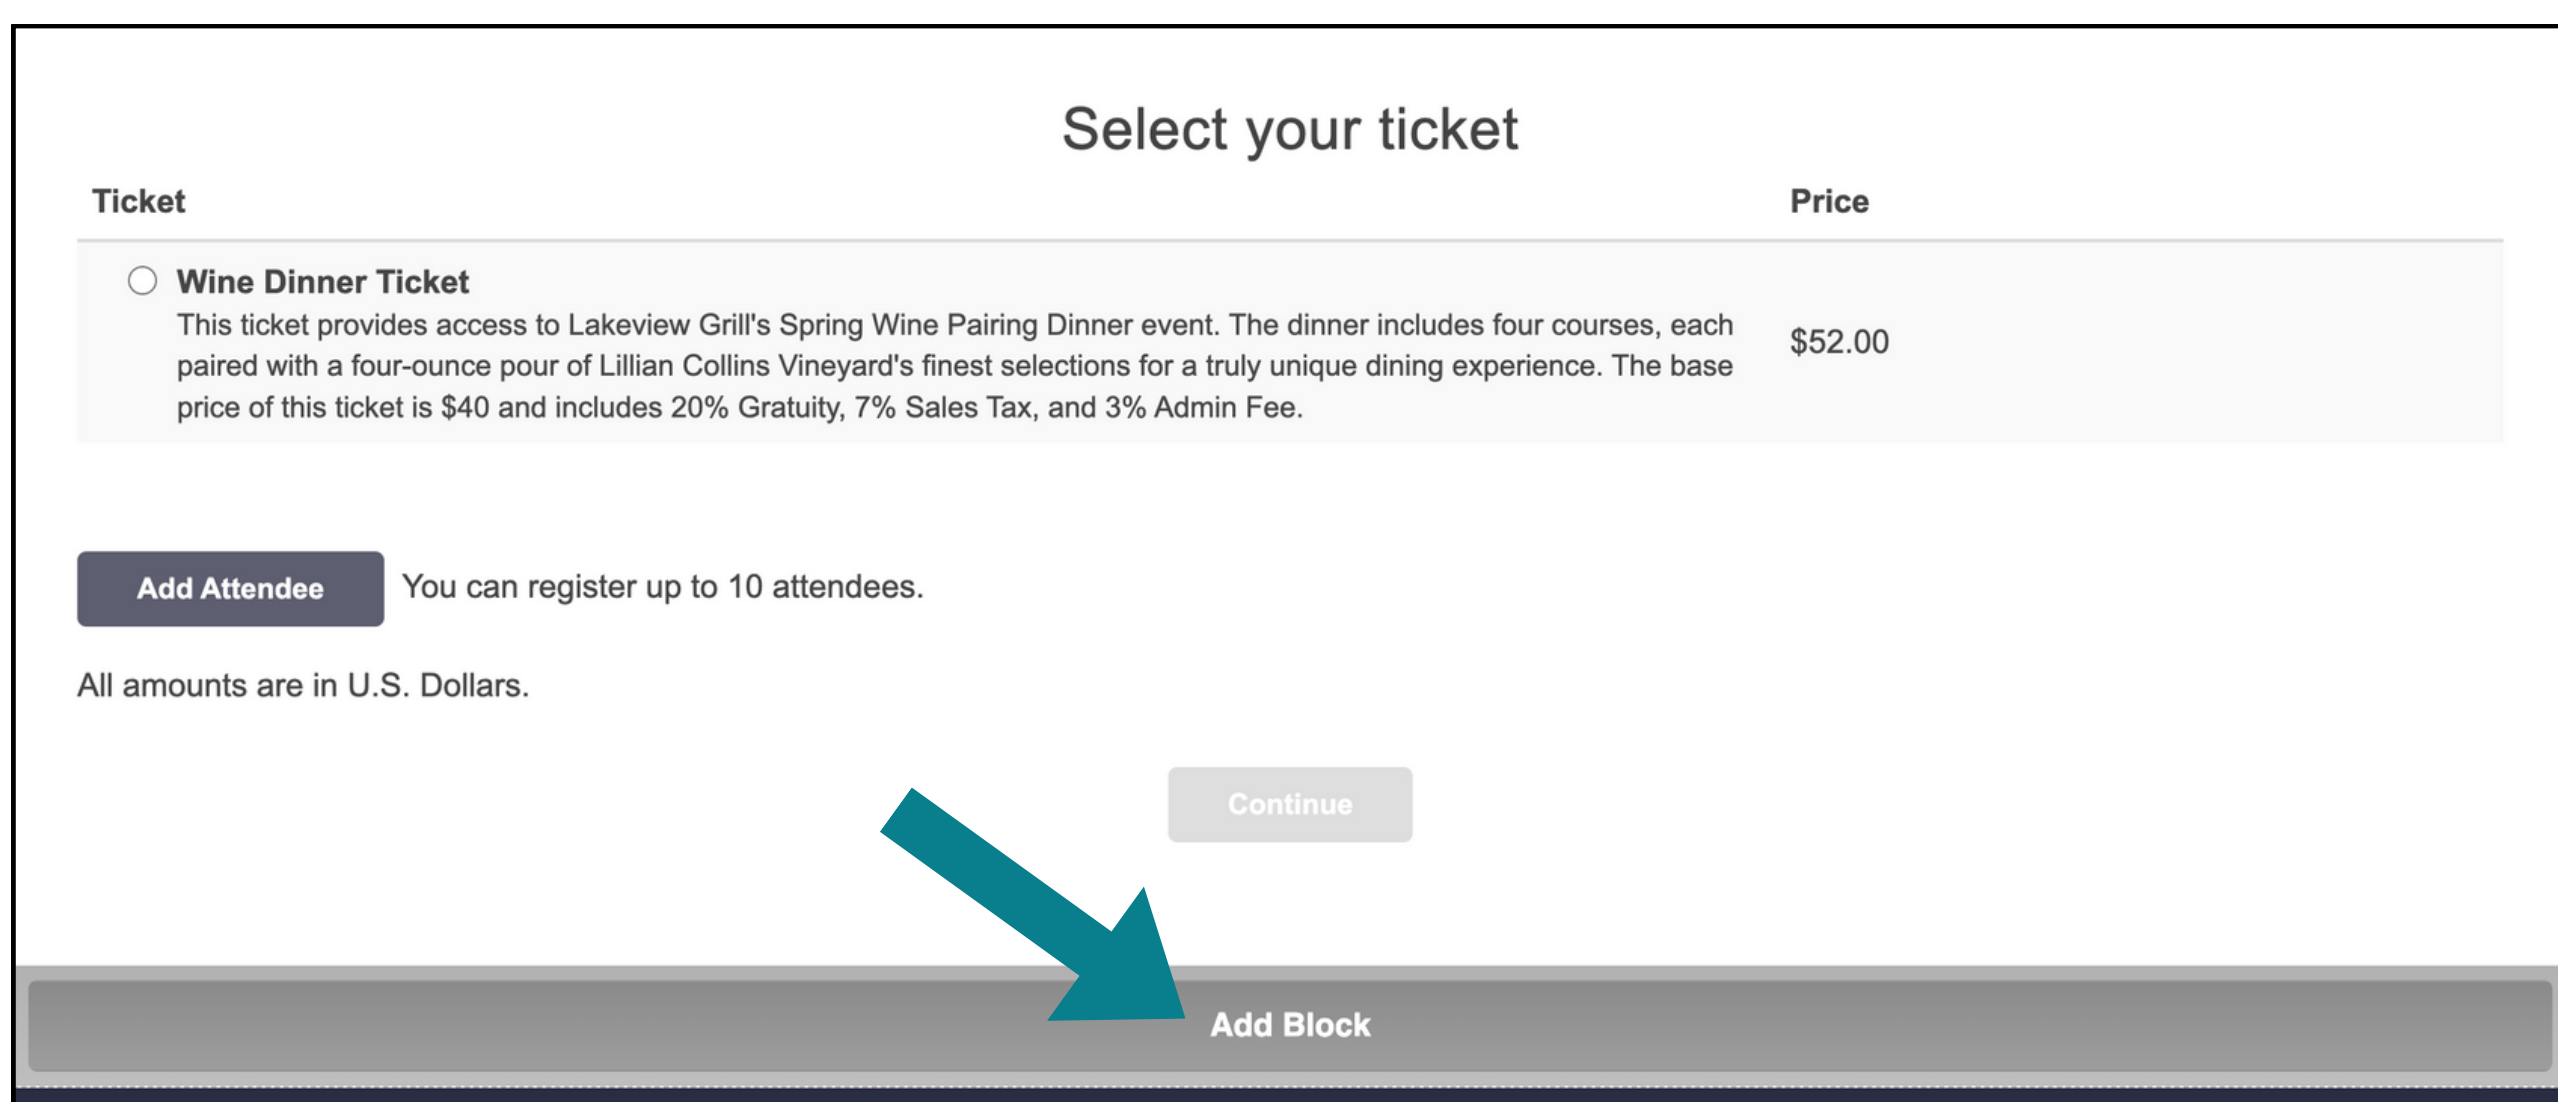 Select your ticket
Ticket Price
Wine Dinner Ticket
This ticket provides access to Lakeview Grill's Spring Wine Pairing Dinner event. The dinner includes four courses, each
$52.00
paired with a four-ounce pour of Lillian Collins Vineyard's finest selections for a truly unique dining experience. The base
price of this ticket is $40 and includes 20% Gratuity, 7% Sales Tax, and 3% Admin Fee.
Add Attendee You can register up to 10 attendees.
All amounts are in U.S. Dollars.
Continue
Add Block